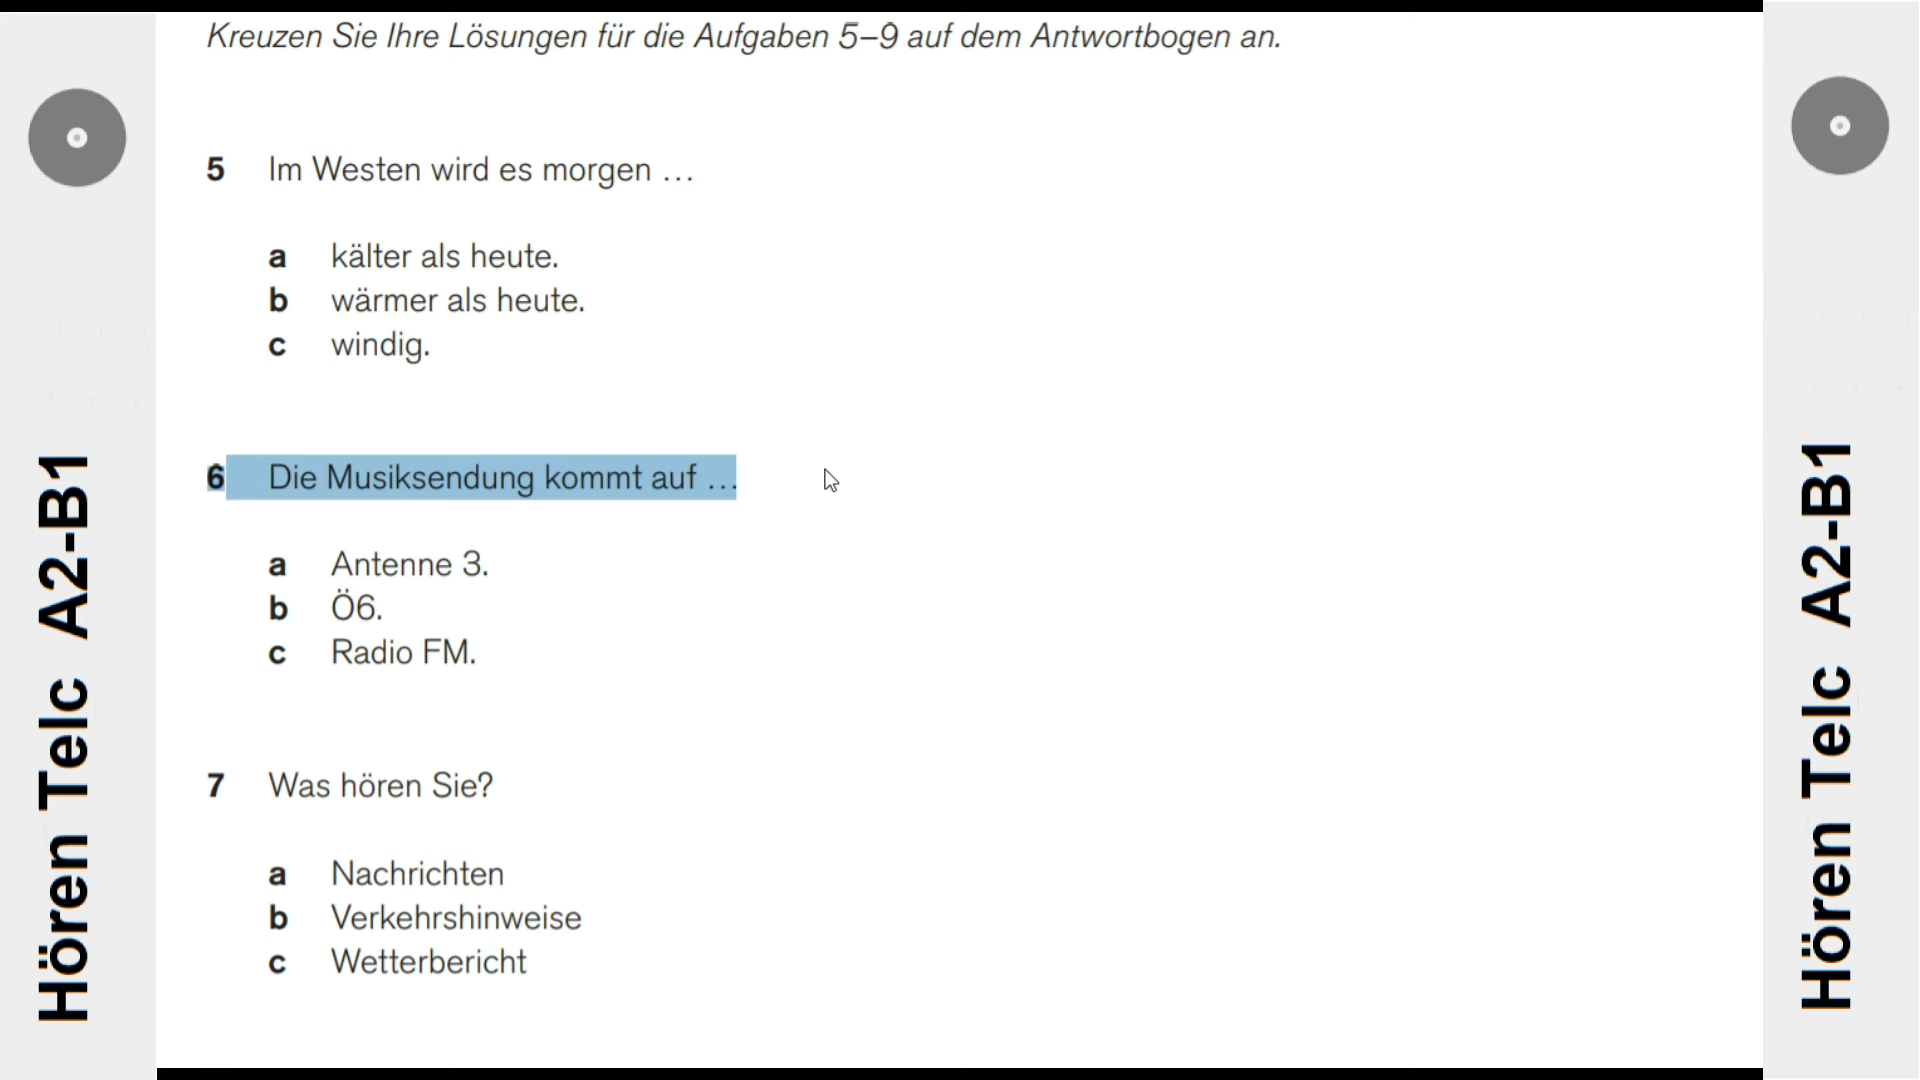 Kreuzen Sie Ihre Lösungen für die Aufgaben 5–9 auf dem Antwortbogen an.
5 Im Westen wird es morgen …
a kälter als heute.
b wärmer als heute.
c windig.
6 Die Musiksendung kommt auf …
a Antenne 3.
b Ö6.
c Radio FM.
7 Was hören Sie?
a Nachrichten
b Verkehrshinweise
c Wetterbericht
Hören Telc A2-B1
Hören Telc A2-B1